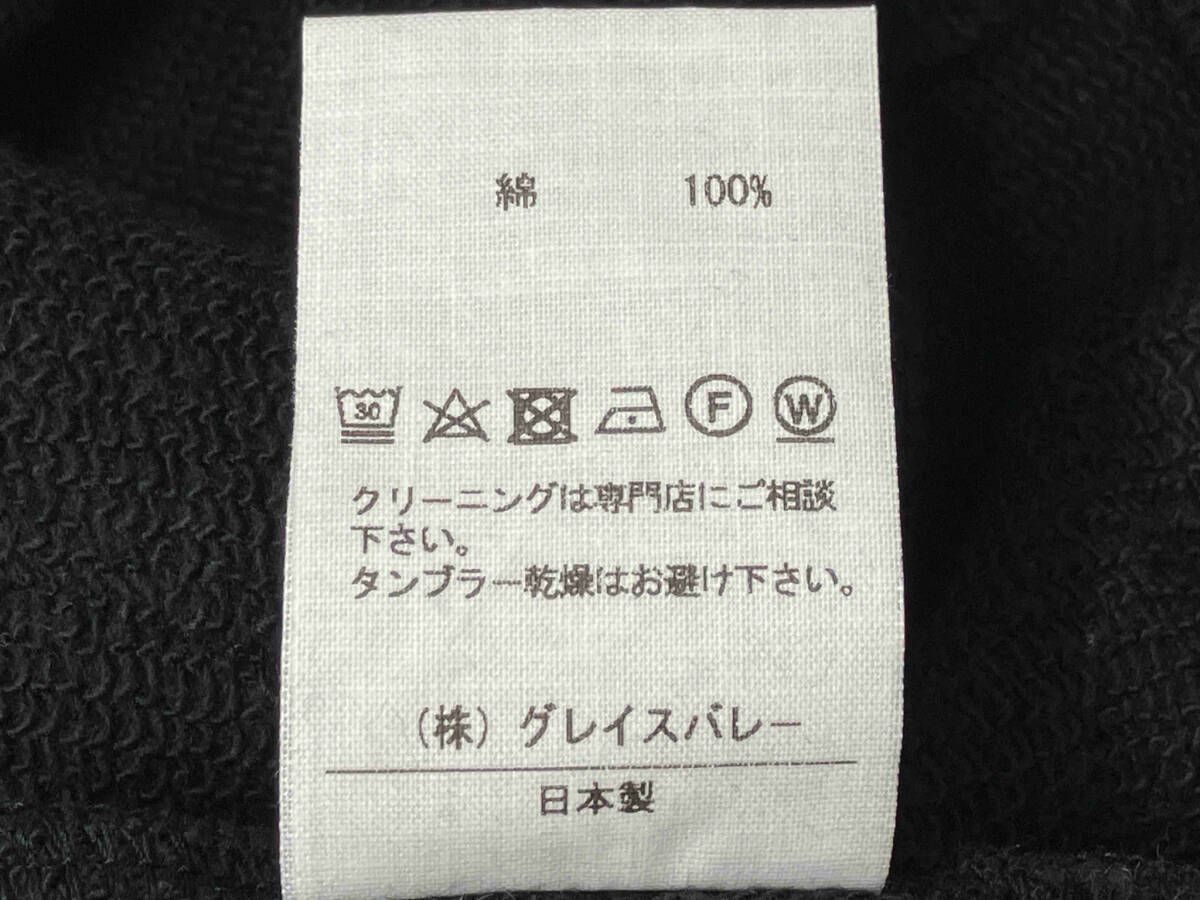 綿 100%
30 F W
クリーニングは専門店にご相談
下さい。
タンブラー乾燥はお避け下さい。
(株)グレイスバレー
日本製